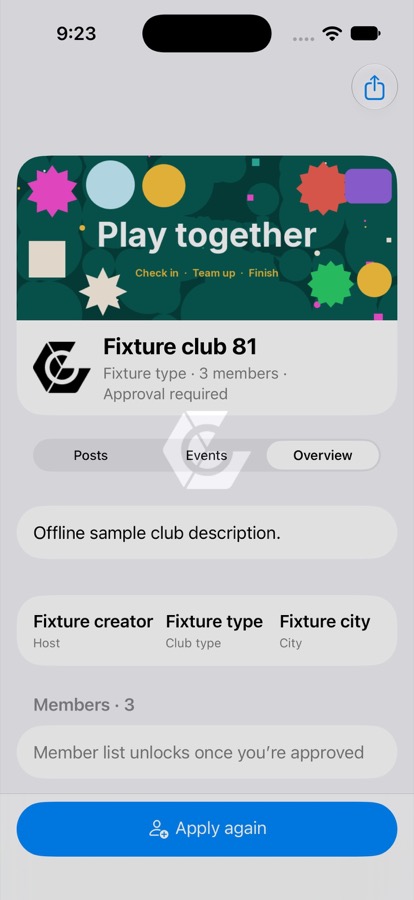 9:23
Play together
Check in · Team up · Finish
Fixture club 81
Fixture type · 3 members ·
Approval required
Posts Events Overview
Offline sample club description.
Fixture creator Fixture type Fixture city
Host Club type City
Members · 3
Member list unlocks once you’re approved
Apply again